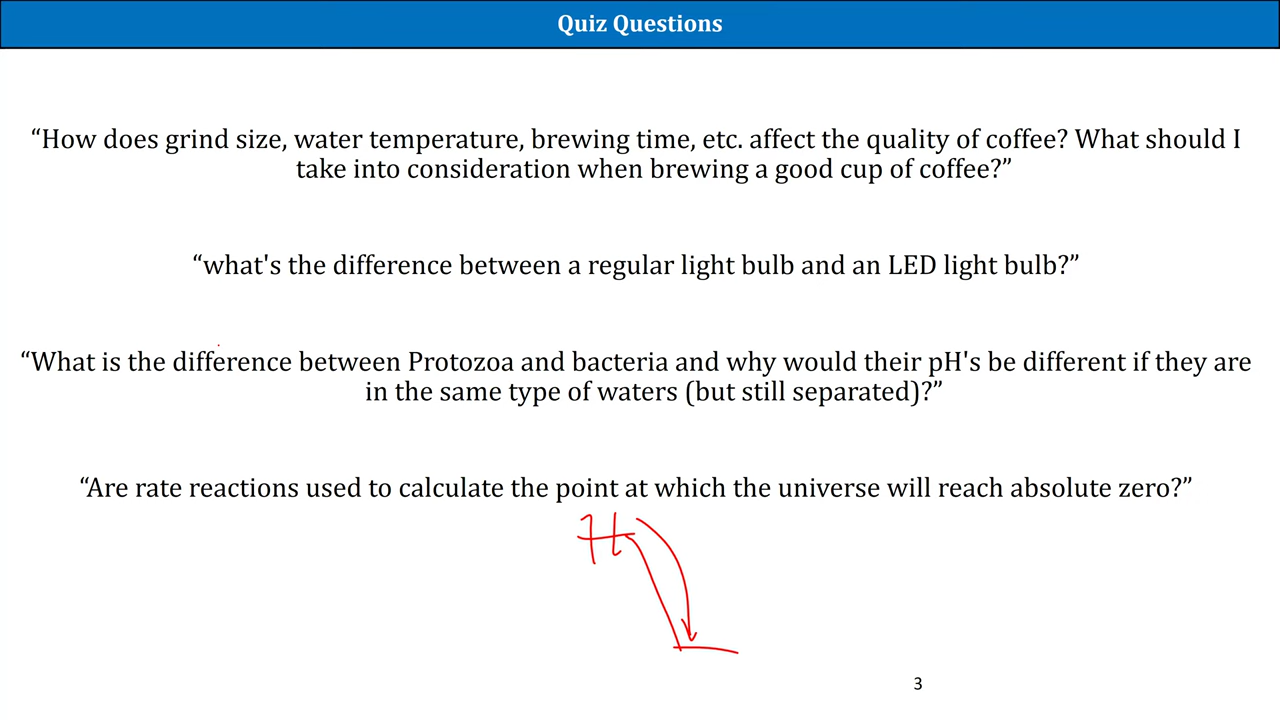 Quiz Questions
“How does grind size, water temperature, brewing time, etc. affect the quality of coffee? What should I
take into consideration when brewing a good cup of coffee?”
“what's the difference between a regular light bulb and an LED light bulb?”
“What is the difference between Protozoa and bacteria and why would their pH's be different if they are
in the same type of waters (but still separated)?”
“Are rate reactions used to calculate the point at which the universe will reach absolute zero?”
3